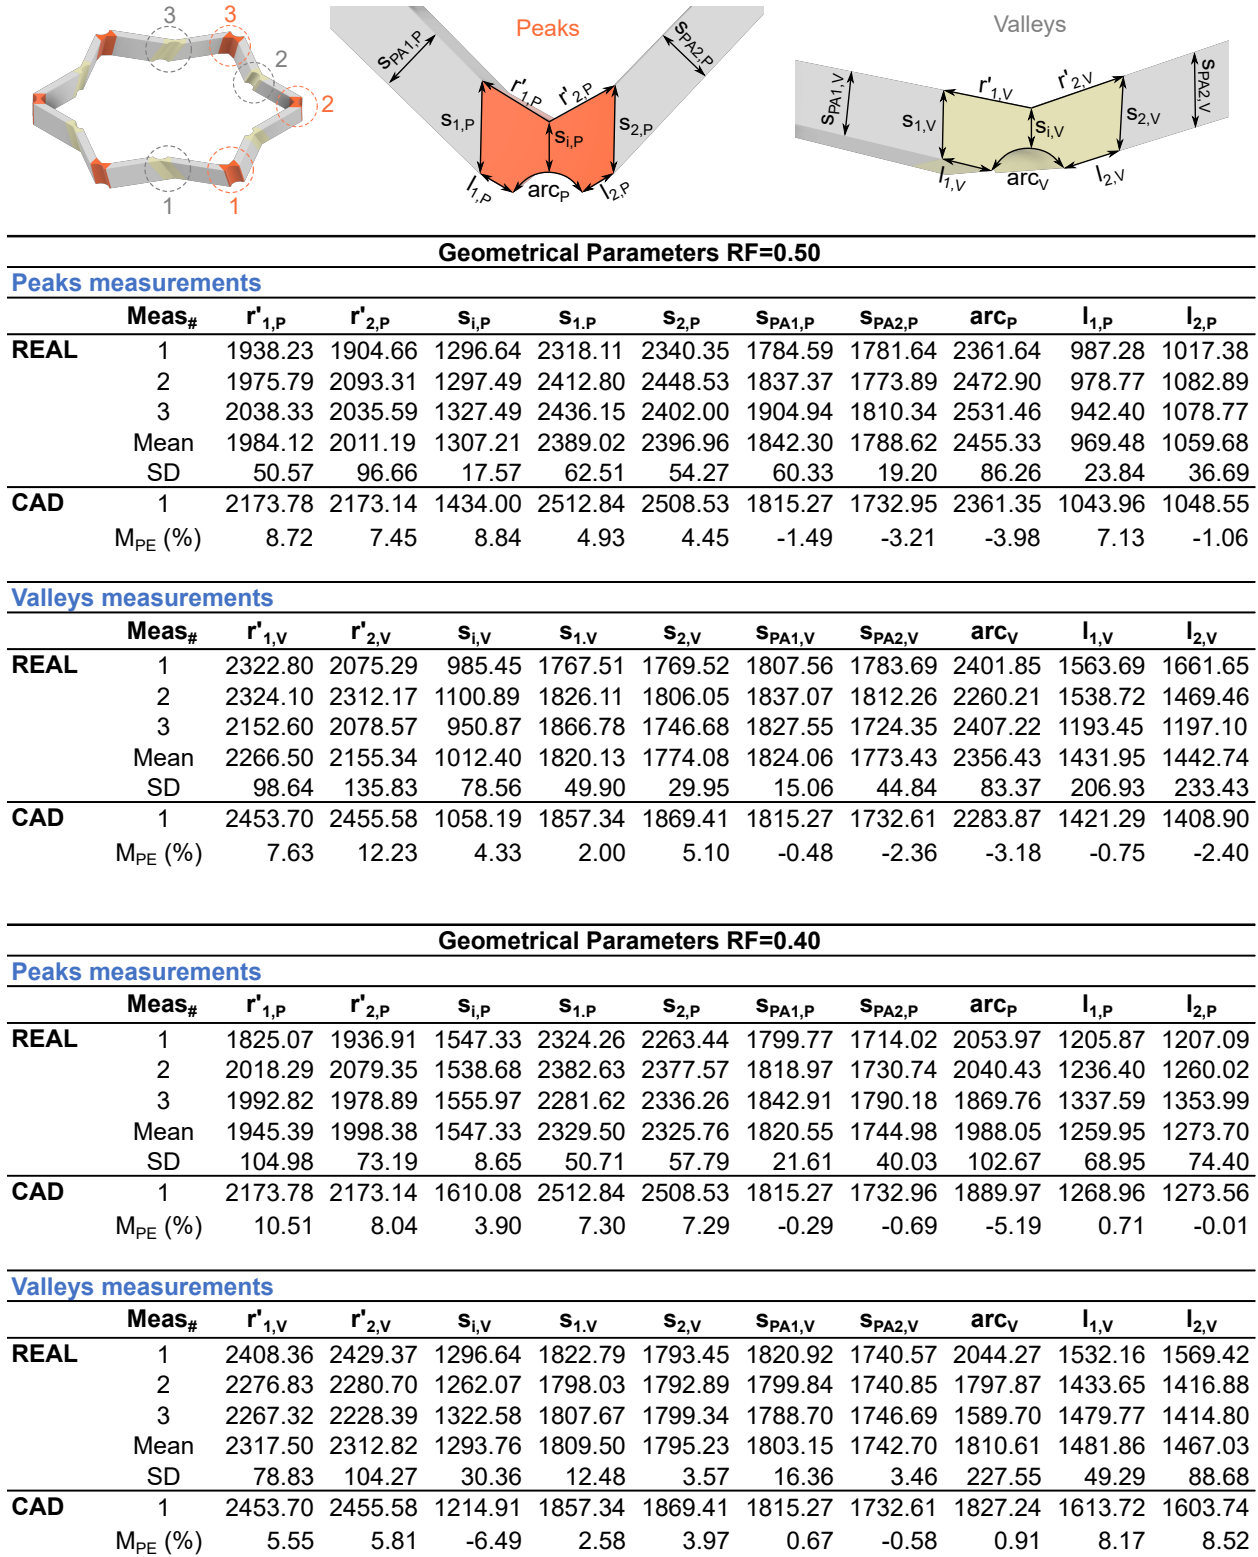 3 3 2 2 1 1
Peaks
sPA1,P sPA2,P
r'1,P r'2,P
s1,P si,P s2,P
l1,P arcP l2,P
Valleys
sPA1,V sPA2,V
r'1,V r'2,V
s1,V si,V s2,V
l1,V arcV l2,V
Geometrical Parameters RF=0.50
Peaks measurements
Meas# r'1,P r'2,P si,P s1.P s2,P sPA1,P sPA2,P arcP l1,P l2,P
REAL 1 1938.23 1904.66 1296.64 2318.11 2340.35 1784.59 1781.64 2361.64 987.28 1017.38
2 1975.79 2093.31 1297.49 2412.80 2448.53 1837.37 1773.89 2472.90 978.77 1082.89
3 2038.33 2035.59 1327.49 2436.15 2402.00 1904.94 1810.34 2531.46 942.40 1078.77
Mean 1984.12 2011.19 1307.21 2389.02 2396.96 1842.30 1788.62 2455.33 969.48 1059.68
SD 50.57 96.66 17.57 62.51 54.27 60.33 19.20 86.26 23.84 36.69
CAD 1 2173.78 2173.14 1434.00 2512.84 2508.53 1815.27 1732.95 2361.35 1043.96 1048.55
MPE (%) 8.72 7.45 8.84 4.93 4.45 -1.49 -3.21 -3.98 7.13 -1.06
Valleys measurements
Meas# r'1,V r'2,V si,V s1.V s2,V sPA1,V sPA2,V arcV l1,V l2,V
REAL 1 2322.80 2075.29 985.45 1767.51 1769.52 1807.56 1783.69 2401.85 1563.69 1661.65
2 2324.10 2312.17 1100.89 1826.11 1806.05 1837.07 1812.26 2260.21 1538.72 1469.46
3 2152.60 2078.57 950.87 1866.78 1746.68 1827.55 1724.35 2407.22 1193.45 1197.10
Mean 2266.50 2155.34 1012.40 1820.13 1774.08 1824.06 1773.43 2356.43 1431.95 1442.74
SD 98.64 135.83 78.56 49.90 29.95 15.06 44.84 83.37 206.93 233.43
CAD 1 2453.70 2455.58 1058.19 1857.34 1869.41 1815.27 1732.61 2283.87 1421.29 1408.90
MPE (%) 7.63 12.23 4.33 2.00 5.10 -0.48 -2.36 -3.18 -0.75 -2.40
Geometrical Parameters RF=0.40
Peaks measurements
Meas# r'1,P r'2,P si,P s1.P s2,P sPA1,P sPA2,P arcP l1,P l2,P
REAL 1 1825.07 1936.91 1547.33 2324.26 2263.44 1799.77 1714.02 2053.97 1205.87 1207.09
2 2018.29 2079.35 1538.68 2382.63 2377.57 1818.97 1730.74 2040.43 1236.40 1260.02
3 1992.82 1978.89 1555.97 2281.62 2336.26 1842.91 1790.18 1869.76 1337.59 1353.99
Mean 1945.39 1998.38 1547.33 2329.50 2325.76 1820.55 1744.98 1988.05 1259.95 1273.70
SD 104.98 73.19 8.65 50.71 57.79 21.61 40.03 102.67 68.95 74.40
CAD 1 2173.78 2173.14 1610.08 2512.84 2508.53 1815.27 1732.96 1889.97 1268.96 1273.56
MPE (%) 10.51 8.04 3.90 7.30 7.29 -0.29 -0.69 -5.19 0.71 -0.01
Valleys measurements
Meas# r'1,V r'2,V si,V s1.V s2,V sPA1,V sPA2,V arcV l1,V l2,V
REAL 1 2408.36 2429.37 1296.64 1822.79 1793.45 1820.92 1740.57 2044.27 1532.16 1569.42
2 2276.83 2280.70 1262.07 1798.03 1792.89 1799.84 1740.85 1797.87 1433.65 1416.88
3 2267.32 2228.39 1322.58 1807.67 1799.34 1788.70 1746.69 1589.70 1479.77 1414.80
Mean 2317.50 2312.82 1293.76 1809.50 1795.23 1803.15 1742.70 1810.61 1481.86 1467.03
SD 78.83 104.27 30.36 12.48 3.57 16.36 3.46 227.55 49.29 88.68
CAD 1 2453.70 2455.58 1214.91 1857.34 1869.41 1815.27 1732.61 1827.24 1613.72 1603.74
MPE (%) 5.55 5.81 -6.49 2.58 3.97 0.67 -0.58 0.91 8.17 8.52